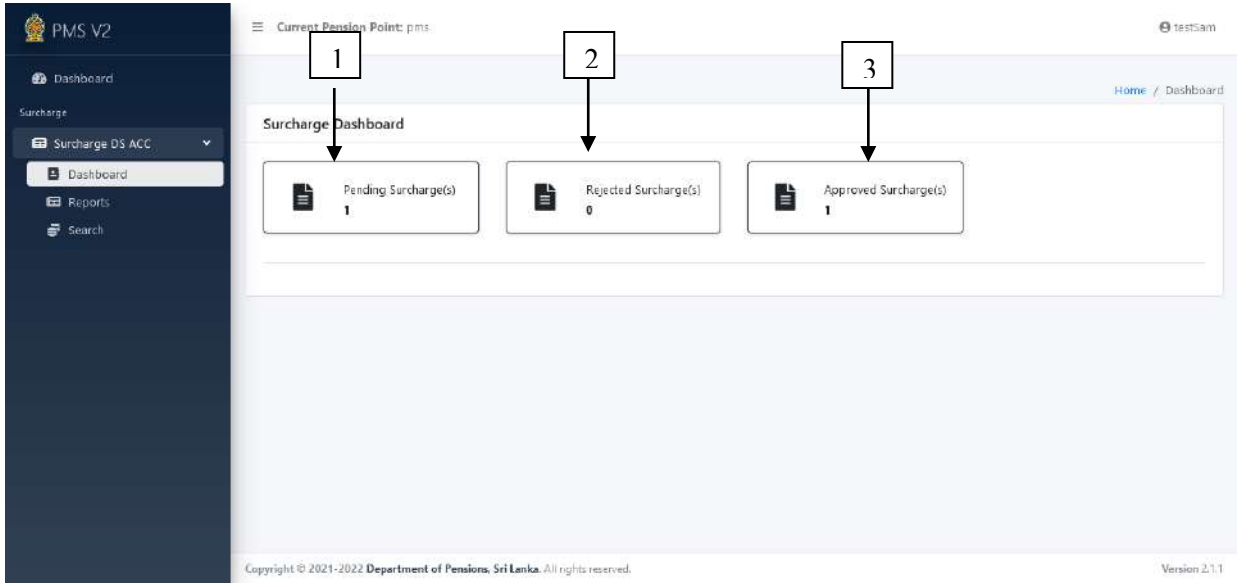 PMS V2
Current Pension Point: pms
testSam
1
2
3
Dashboard
Home / Dashboard
Surcharge
Surcharge Dashboard
Surcharge DS ACC
Dashboard
Reports
Search
Pending Surcharge(s)
1
Rejected Surcharge(s)
0
Approved Surcharge(s)
1
Copyright © 2021-2022 Department of Pensions, Sri Lanka. All rights reserved.
Version 2.1.1